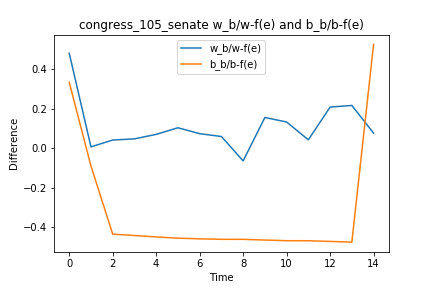 congress_105_senate w_b/w-f(e) and b_b/b-f(e)
w_b/w-f(e)
b_b/b-f(e)
Difference
0.4
0.2
0.0
−0.2
−0.4
0 2 4 6 8 10 12 14
Time